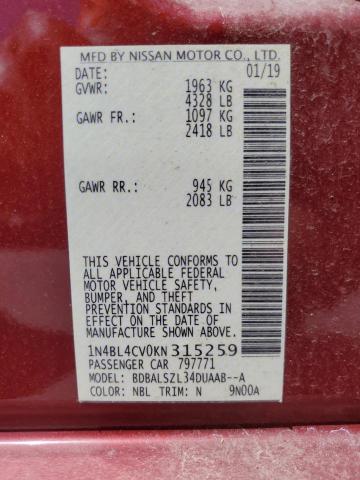 MFD BY NISSAN MOTOR CO., LTD.
DATE: 01/19
GVWR: 1963 KG
4328 LB
GAWR FR.: 1097 KG
2418 LB
GAWR RR.: 945 KG
2083 LB
THIS VEHICLE CONFORMS TO
ALL APPLICABLE FEDERAL
MOTOR VEHICLE SAFETY,
BUMPER, AND THEFT
PREVENTION STANDARDS IN
EFFECT ON THE DATE OF
MANUFACTURE SHOWN ABOVE.
1N4BL4CV0KN315259
PASSENGER CAR 797771
MODEL: BDBALSZL34DUAAB--A
COLOR: NBL TRIM: N 9N00A